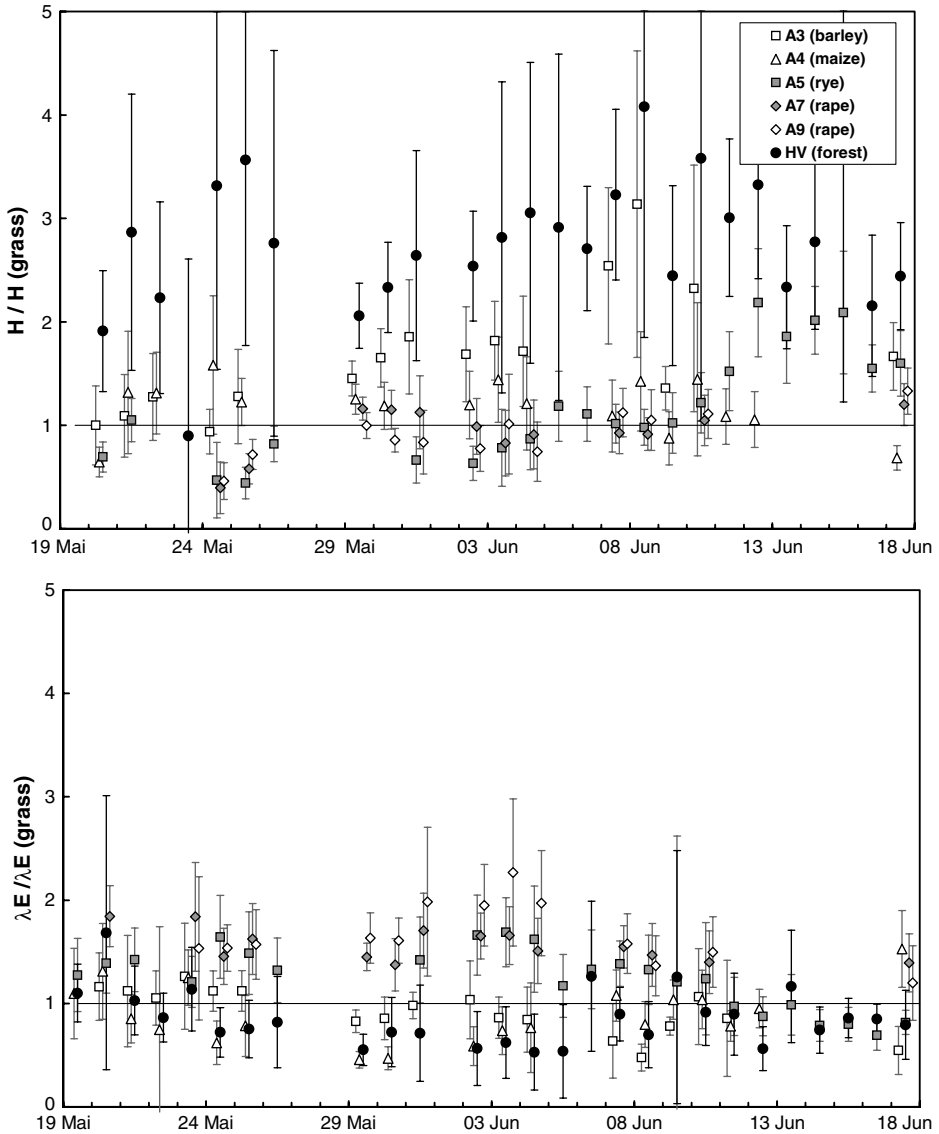 5
4
3
2
1
0
H / H (grass)
A3 (barley)
A4 (maize)
A5 (rye)
A7 (rape)
A9 (rape)
HV (forest)
19 Mai 24 Mai 29 Mai 03 Jun 08 Jun 13 Jun 18 Jun
5
4
3
2
1
0
λE /λE (grass)
19 Mai 24 Mai 29 Mai 03 Jun 08 Jun 13 Jun 18 Jun